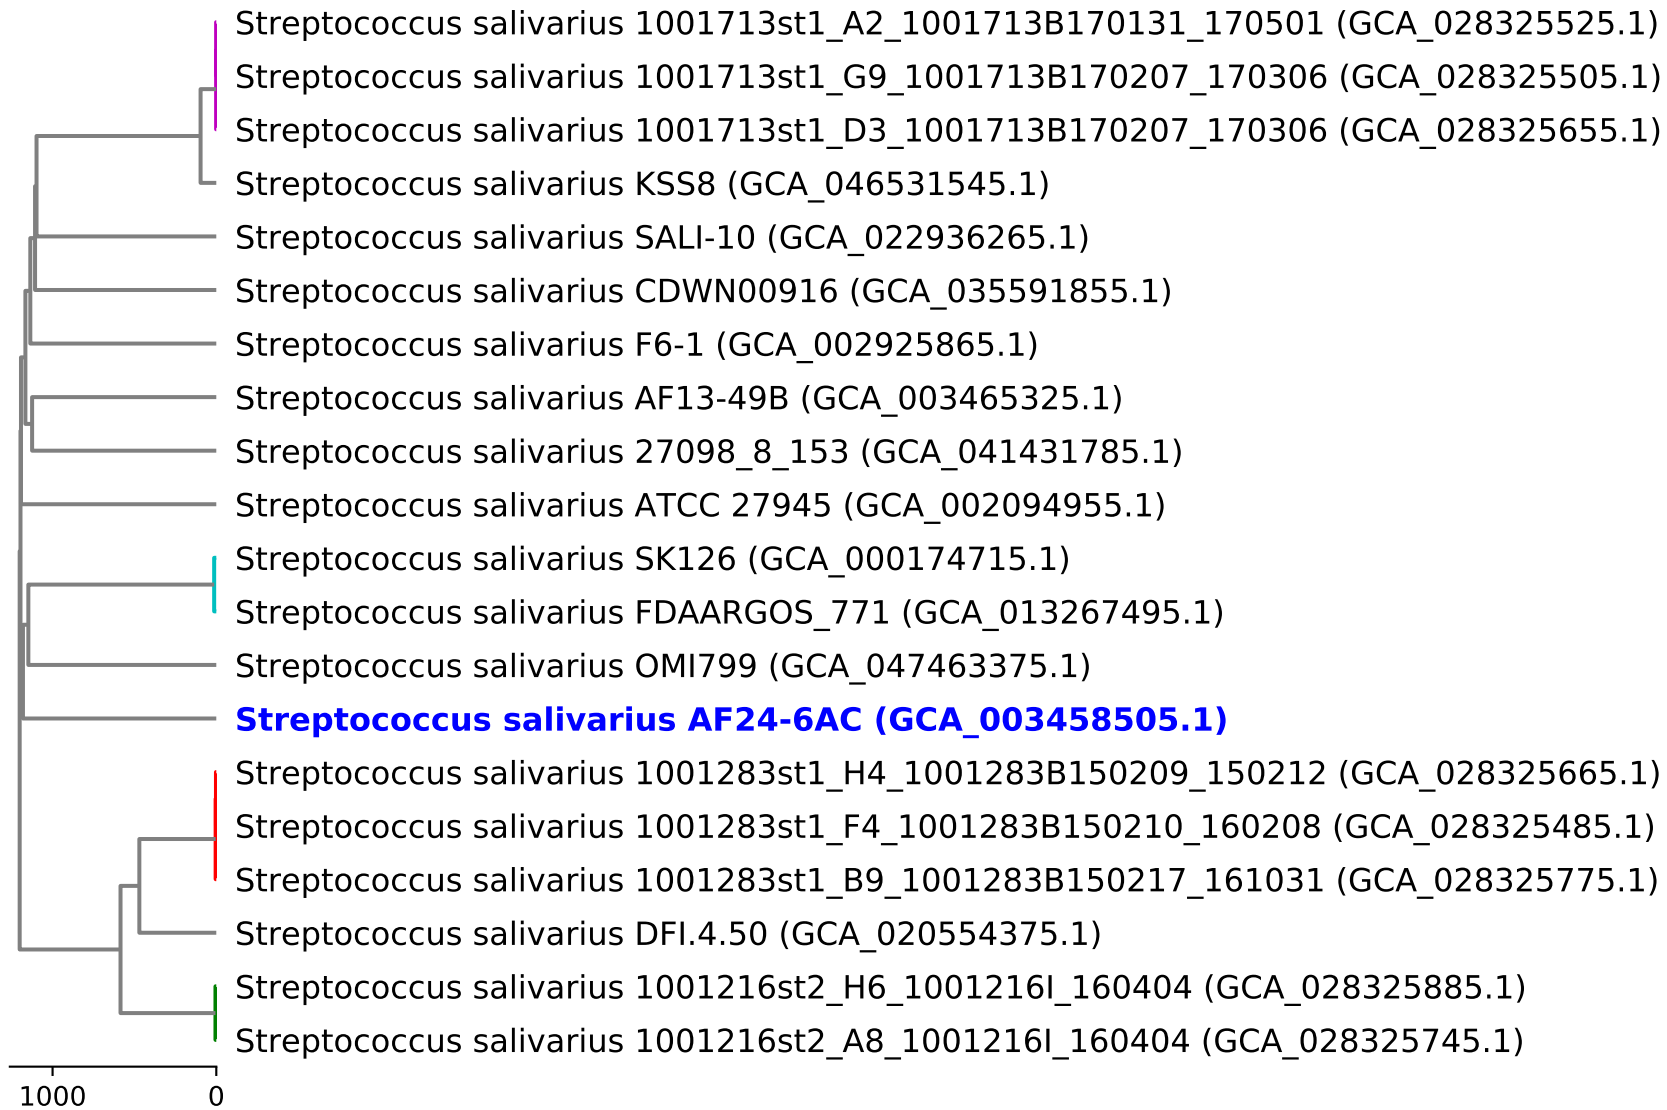 Streptococcus salivarius 1001713st1_A2_1001713B170131_170501 (GCA_028325525.1)
Streptococcus salivarius 1001713st1_G9_1001713B170207_170306 (GCA_028325505.1)
Streptococcus salivarius 1001713st1_D3_1001713B170207_170306 (GCA_028325655.1)
Streptococcus salivarius KSS8 (GCA_046531545.1)
Streptococcus salivarius SALI-10 (GCA_022936265.1)
Streptococcus salivarius CDWN00916 (GCA_035591855.1)
Streptococcus salivarius F6-1 (GCA_002925865.1)
Streptococcus salivarius AF13-49B (GCA_003465325.1)
Streptococcus salivarius 27098_8_153 (GCA_041431785.1)
Streptococcus salivarius ATCC 27945 (GCA_002094955.1)
Streptococcus salivarius SK126 (GCA_000174715.1)
Streptococcus salivarius FDAARGOS_771 (GCA_013267495.1)
Streptococcus salivarius OMI799 (GCA_047463375.1)
Streptococcus salivarius AF24-6AC (GCA_003458505.1)
Streptococcus salivarius 1001283st1_H4_1001283B150209_150212 (GCA_028325665.1)
Streptococcus salivarius 1001283st1_F4_1001283B150210_160208 (GCA_028325485.1)
Streptococcus salivarius 1001283st1_B9_1001283B150217_161031 (GCA_028325775.1)
Streptococcus salivarius DFI.4.50 (GCA_020554375.1)
Streptococcus salivarius 1001216st2_H6_1001216I_160404 (GCA_028325885.1)
Streptococcus salivarius 1001216st2_A8_1001216I_160404 (GCA_028325745.1)
1000 0